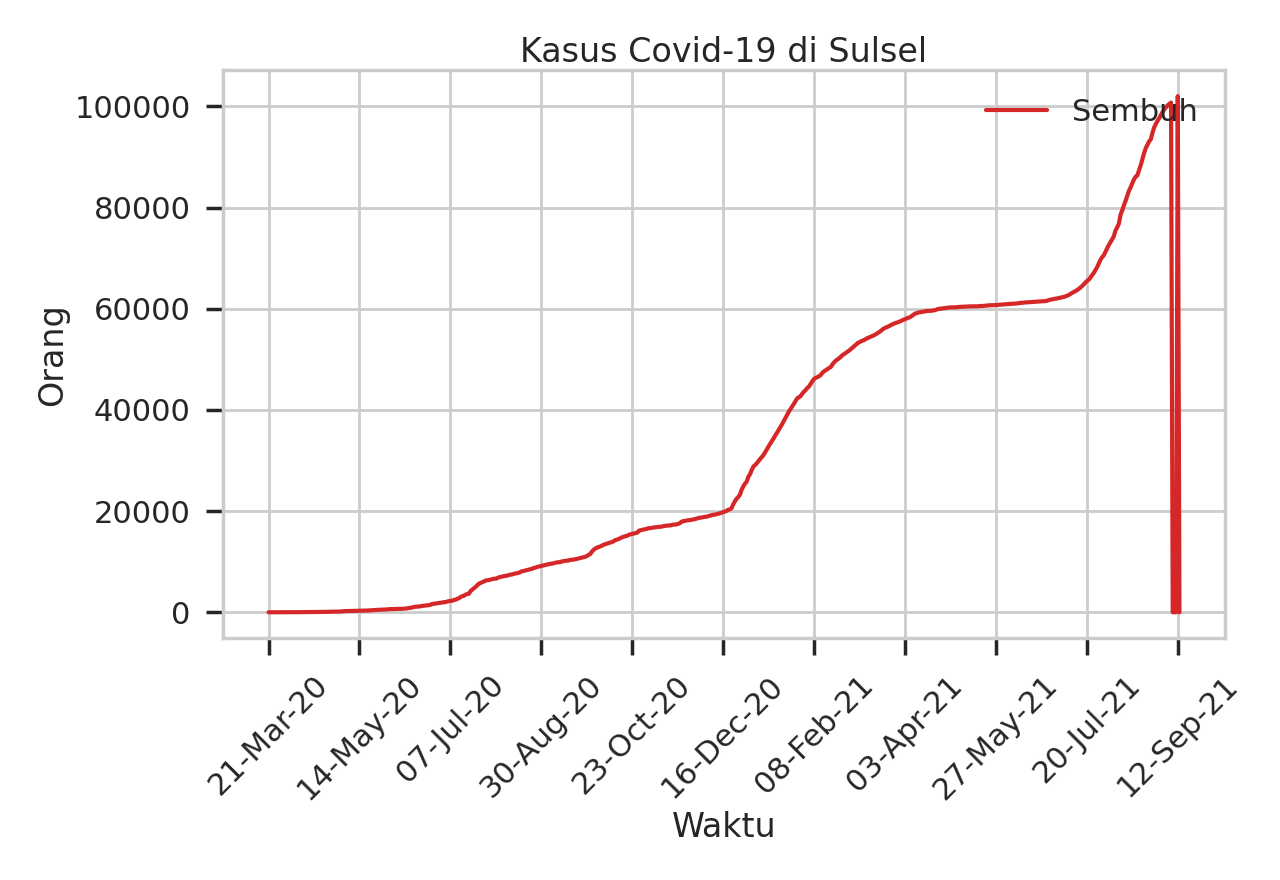 Kasus Covid-19 di Sulsel
Sembuh
100000
80000
60000
40000
20000
0
Orang
21-Mar-20
14-May-20
07-Jul-20
30-Aug-20
23-Oct-20
16-Dec-20
08-Feb-21
03-Apr-21
27-May-21
20-Jul-21
12-Sep-21
Waktu